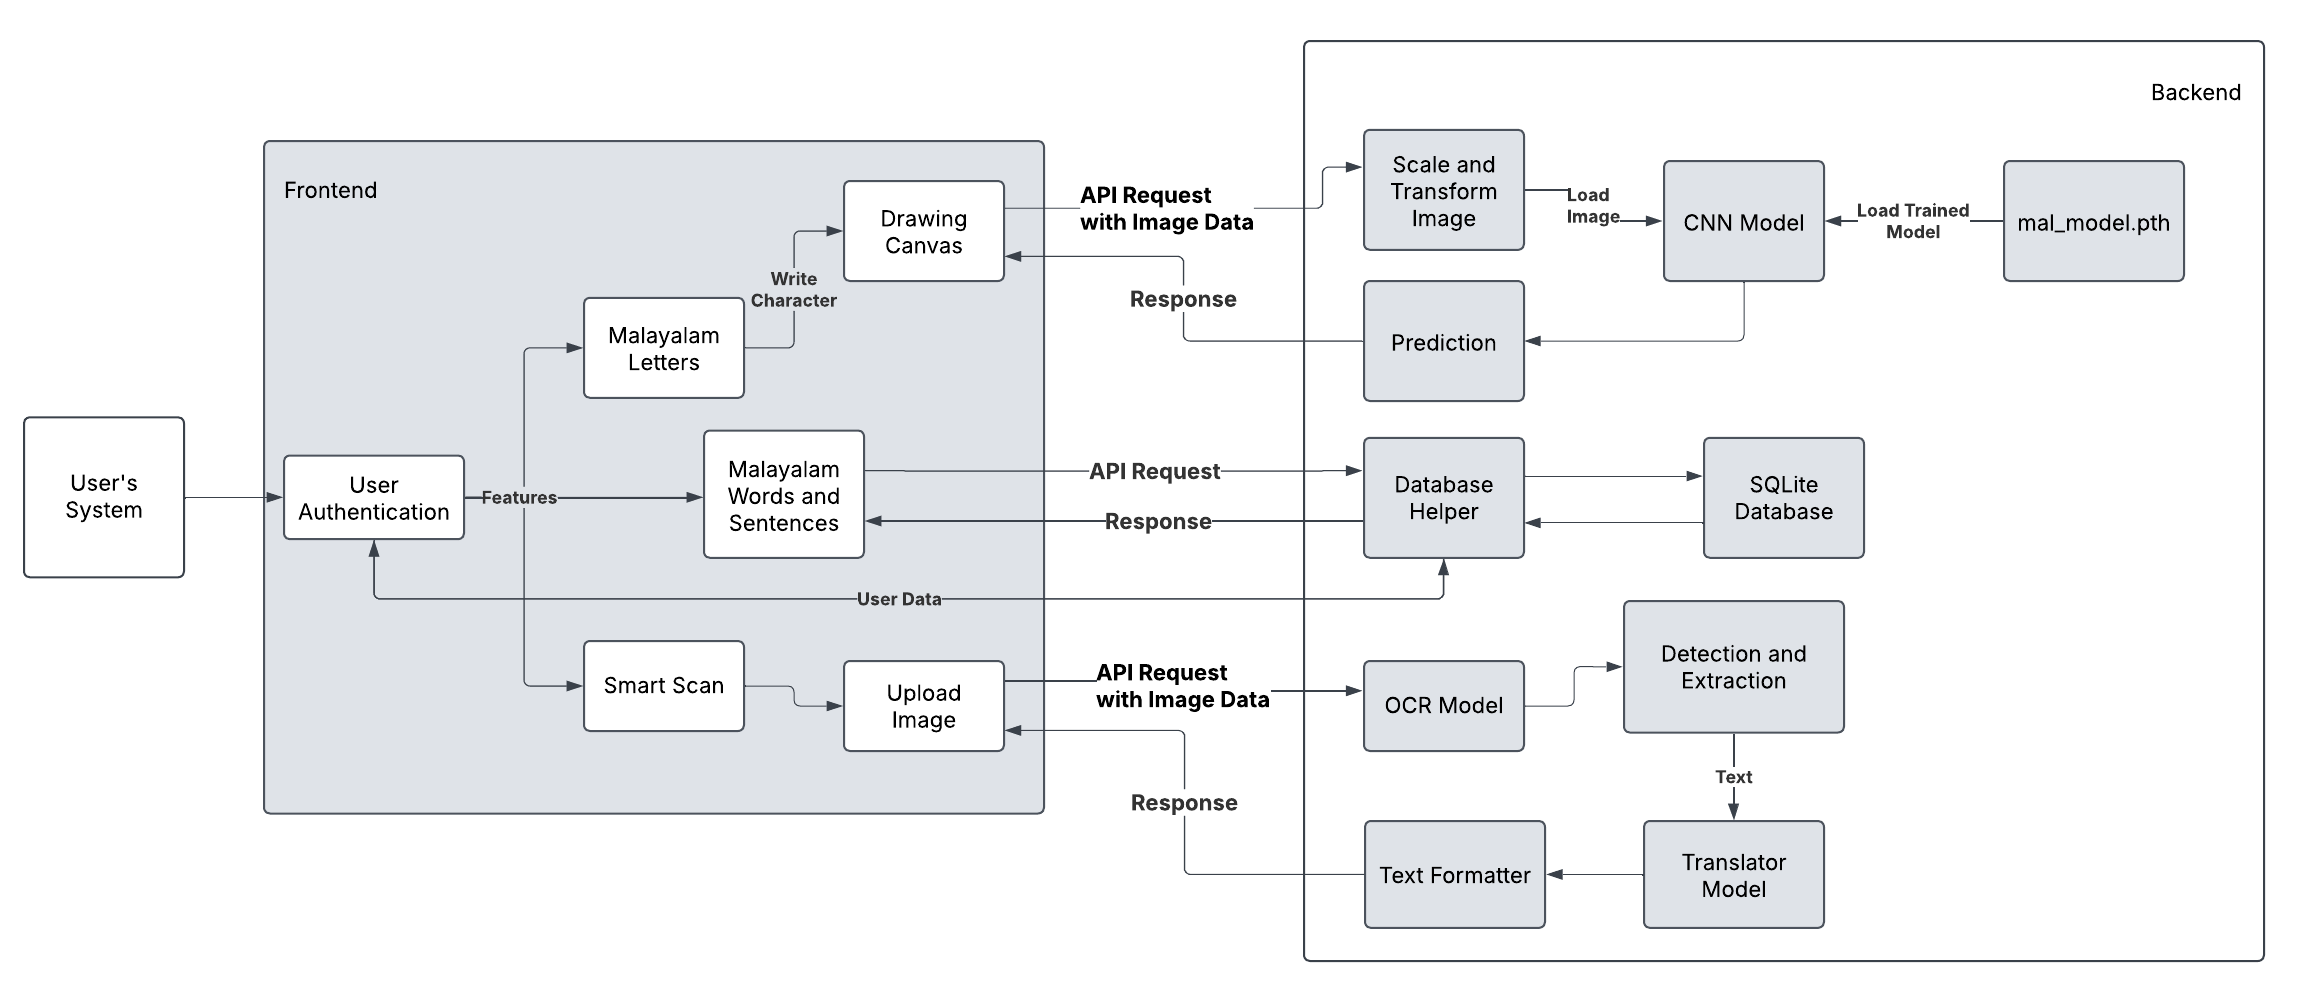 Backend
Frontend
User's
System
User
Authentication
Features
Malayalam
Letters
Write
Character
Drawing
Canvas
API Request
with Image Data
Response
Scale and
Transform
Image
Load
Image
CNN Model
Load Trained
Model
mal_model.pth
Prediction
Malayalam
Words and
Sentences
API Request
Response
Database
Helper
SQLite
Database
User Data
Smart Scan
Upload
Image
API Request
with Image Data
Response
OCR Model
Detection and
Extraction
Text
Translator
Model
Text Formatter